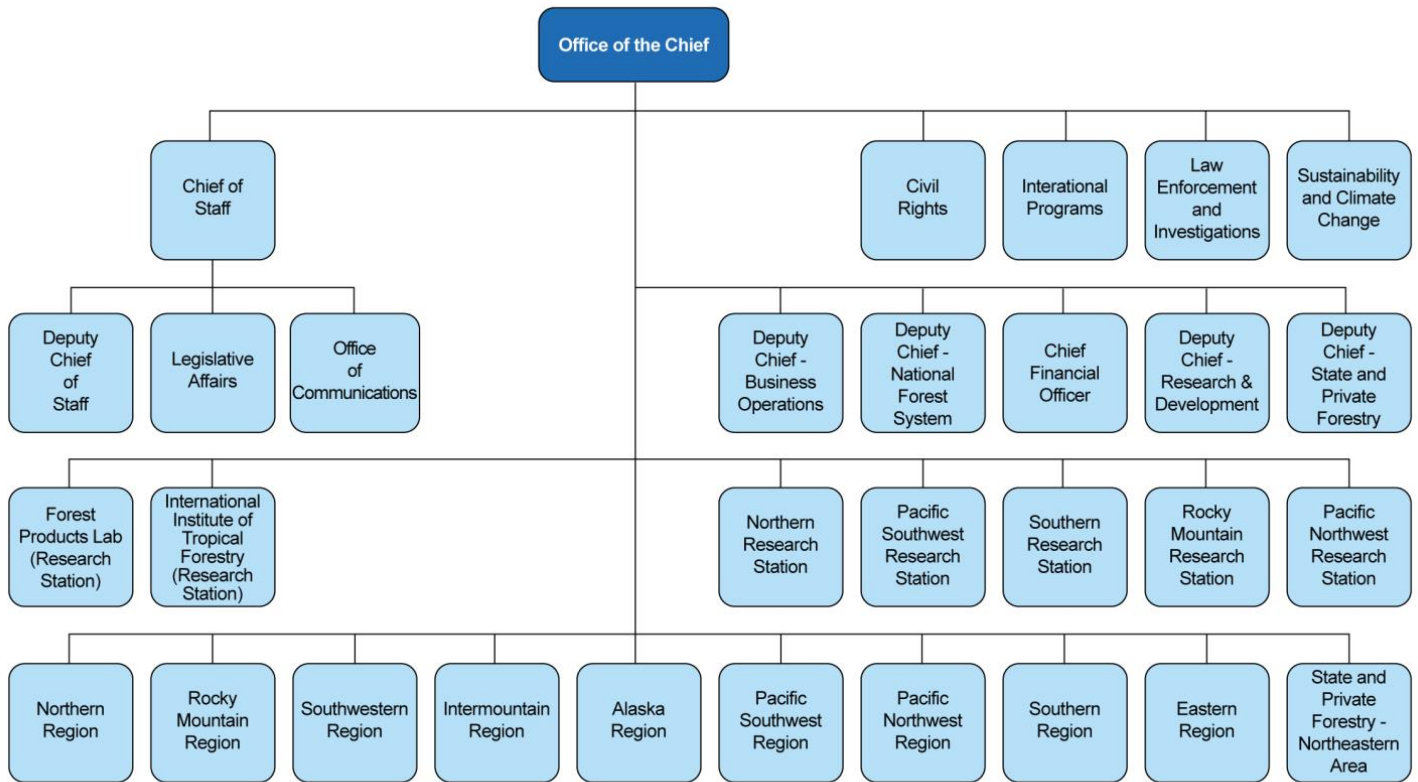 Office of the Chief
Chief of
Staff
Civil
Rights
Interational
Programs
Law
Enforcement
and
Investigations
Sustainability
and Climate
Change
Deputy
Chief
of
Staff
Legislative
Affairs
Office
of
Communications
Deputy
Chief -
Business
Operations
Deputy
Chief -
National
Forest
System
Chief
Financial
Officer
Deputy
Chief -
Research &
Development
Deputy
Chief -
State and
Private
Forestry
Forest
Products Lab
(Research
Station)
International
Institute of
Tropical
Forestry
(Research
Station)
Northern
Research
Station
Pacific
Southwest
Research
Station
Southern
Research
Station
Rocky
Mountain
Research
Station
Pacific
Northwest
Research
Station
Northern
Region
Rocky
Mountain
Region
Southwestern
Region
Intermountain
Region
Alaska
Region
Pacific
Southwest
Region
Pacific
Northwest
Region
Southern
Region
Eastern
Region
State and
Private
Forestry -
Northeastern
Area